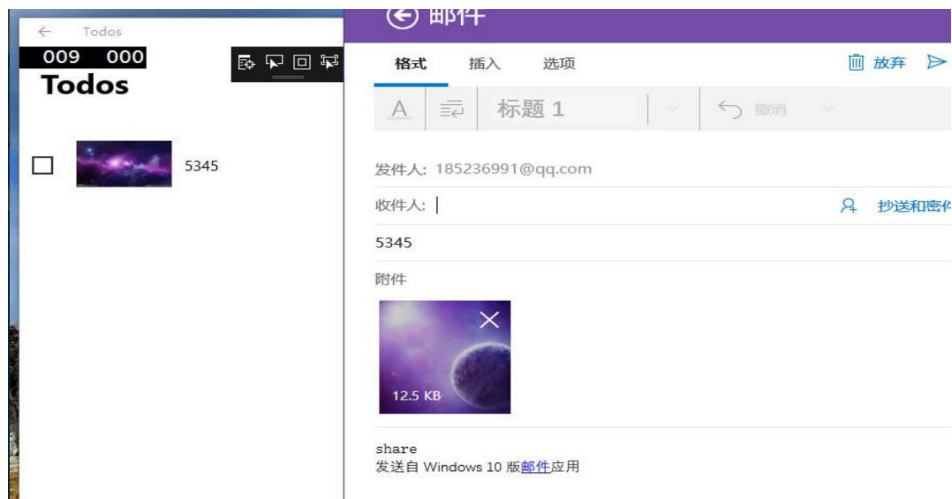 Todos
009 000
Todos
5345
邮件
格式 插入 选项 放弃
A 标题 1 撤消
发件人: 185236991@qq.com
收件人: 抄送和密件
5345
附件
12.5 KB
share
发送自 Windows 10 版邮件应用